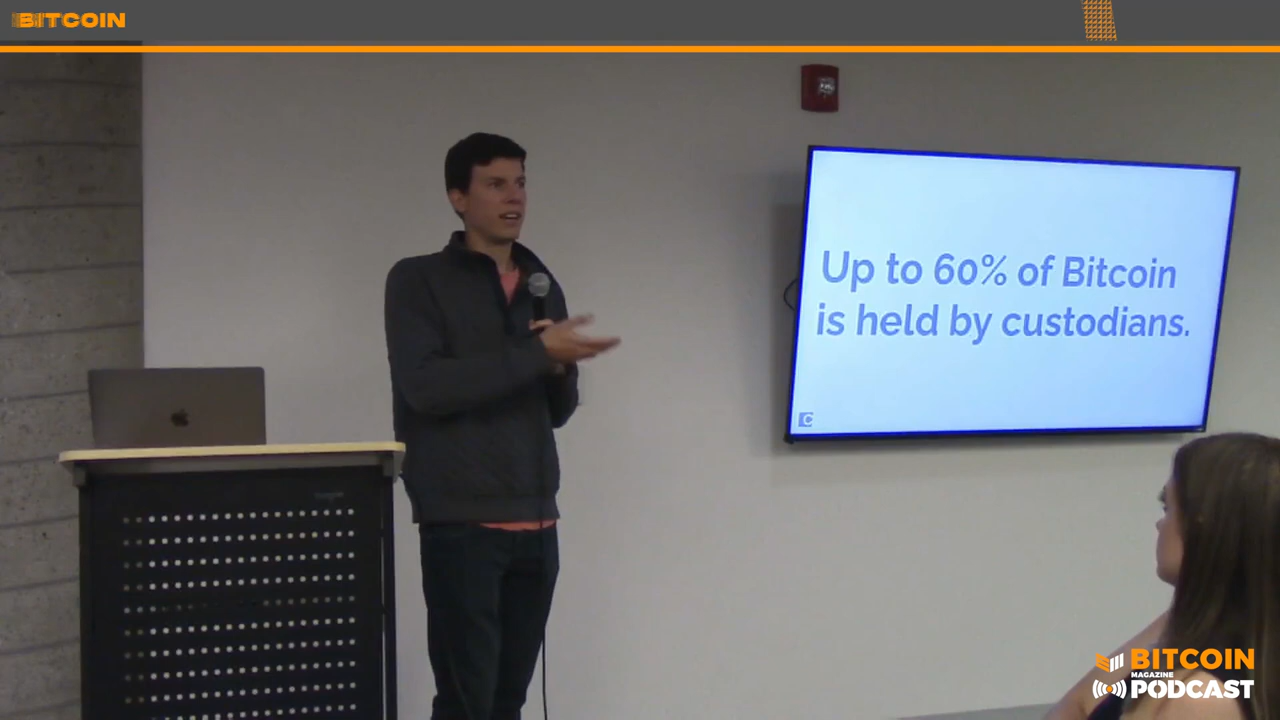 BITCOIN
Up to 60% of Bitcoin
is held by custodians.
C
BITCOIN
MAGAZINE
PODCAST